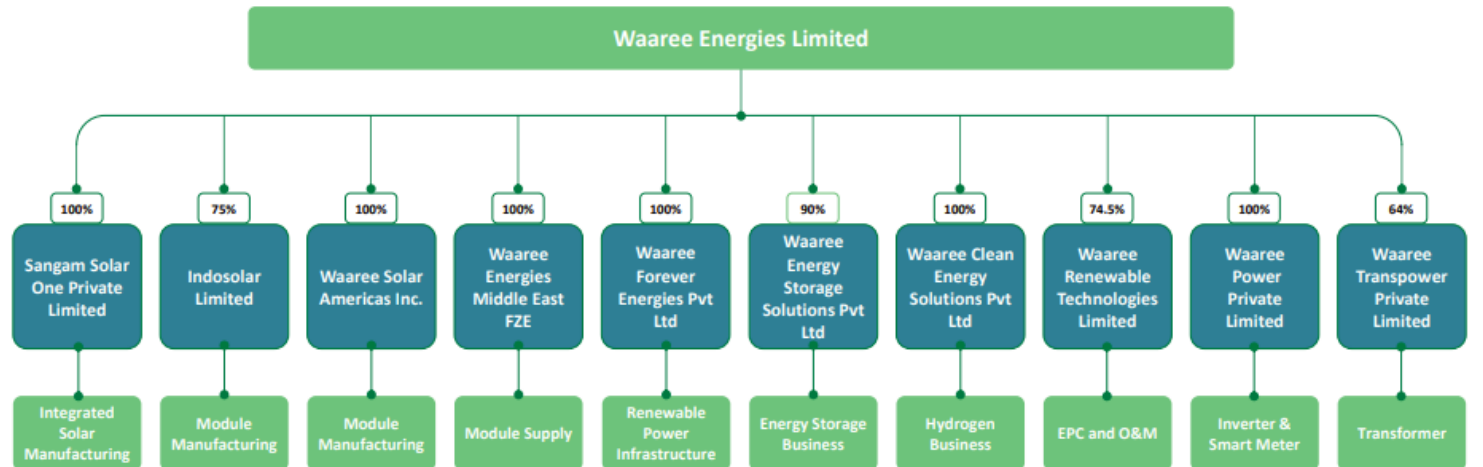 Waaree Energies Limited
100%
75%
100%
100%
100%
90%
100%
74.5%
100%
64%
Sangam Solar
One Private
Limited
Indosolar
Limited
Waaree Solar
Americas Inc.
Waaree
Energies
Middle East
FZE
Waaree
Forever
Energies Pvt
Ltd
Waaree
Energy
Storage
Solutions Pvt
Ltd
Waaree Clean
Energy
Solutions Pvt
Ltd
Waaree
Renewable
Technologies
Limited
Waaree
Power
Private
Limited
Waaree
Transpower
Private
Limited
Integrated
Solar
Manufacturing
Module
Manufacturing
Module
Manufacturing
Module Supply
Renewable
Power
Infrastructure
Energy Storage
Business
Hydrogen
Business
EPC and O&M
Inverter &
Smart Meter
Transformer